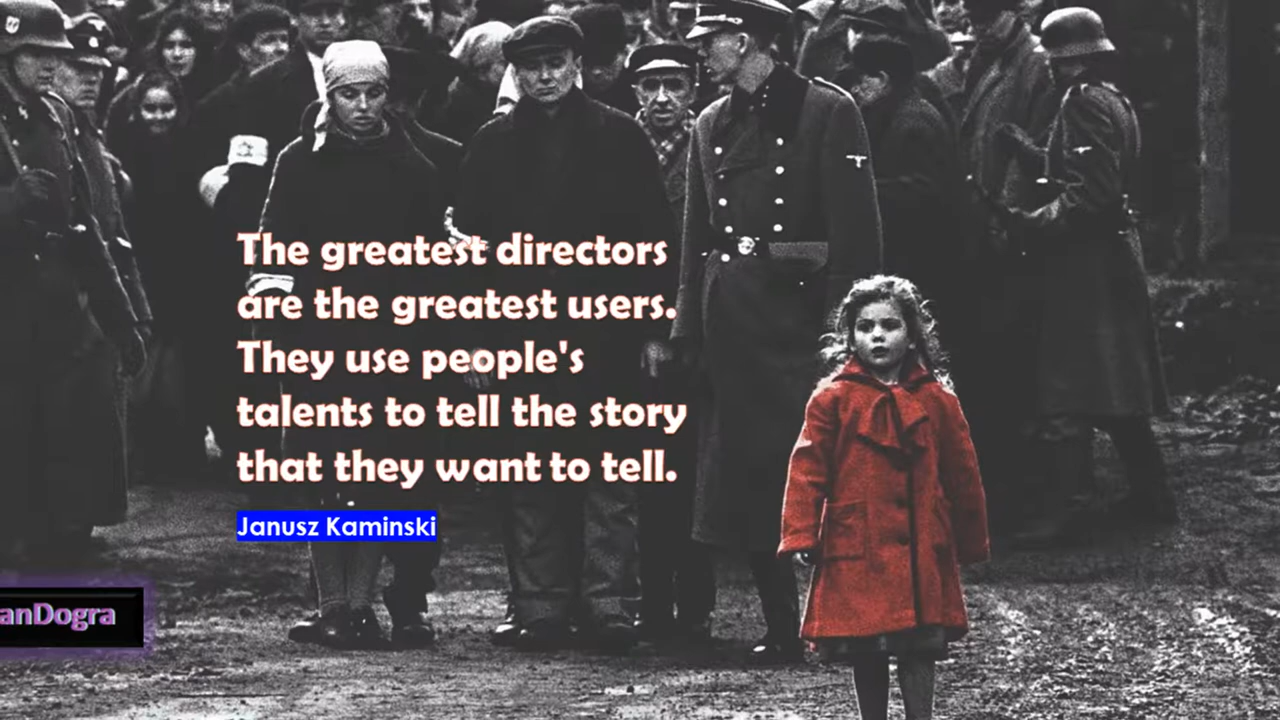 The greatest directors
are the greatest users.
They use people's
talents to tell the story
that they want to tell.
Janusz Kaminski
anDogra